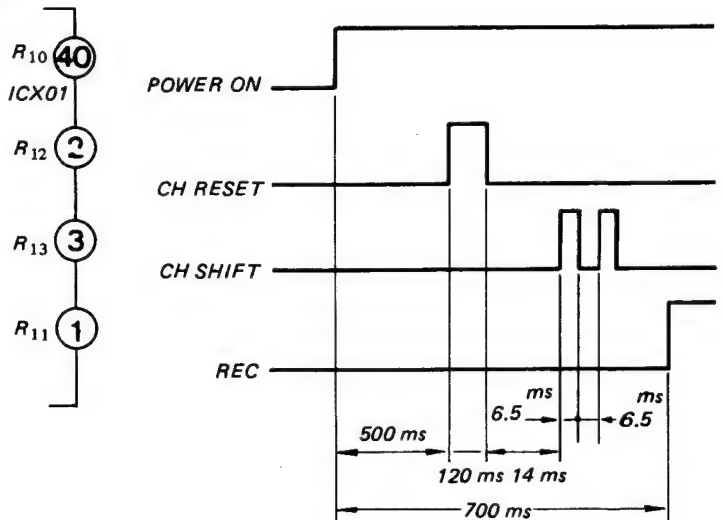 R10 40
ICX01
R12 2
R13 3
R11 1
POWER ON
CH RESET
CH SHIFT
REC
ms ms
6.5 6.5
500 ms
120 ms 14 ms
700 ms